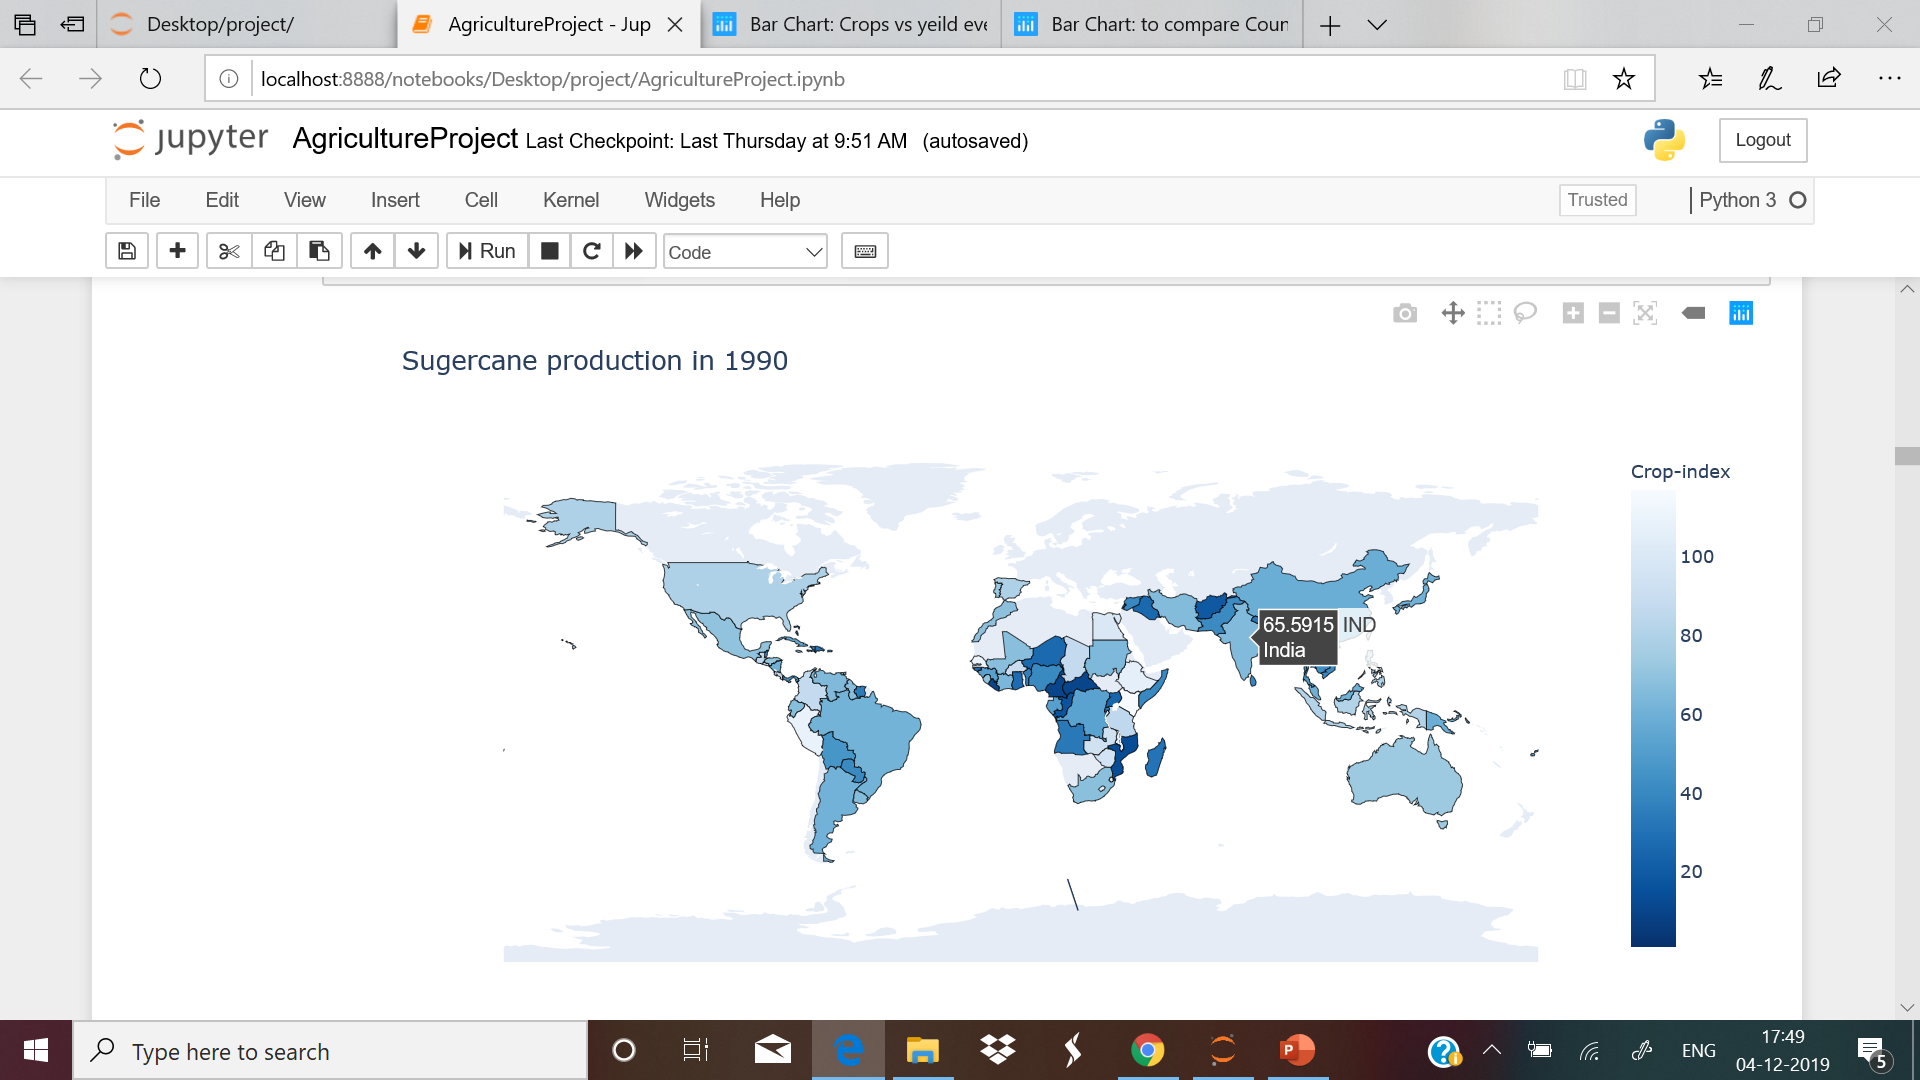 Desktop/project/
AgricultureProject - Jup
Bar Chart: Crops vs yeild eve
Bar Chart: to compare Coun
localhost:8888/notebooks/Desktop/project/AgricultureProject.ipynb
jupyter AgricultureProject Last Checkpoint: Last Thursday at 9:51 AM (autosaved)
Logout
File Edit View Insert Cell Kernel Widgets Help
Trusted
Python 3
Run
Code
Sugercane production in 1990
Crop-index
100
80
60
40
20
65.5915 IND
India
Type here to search
P
ENG
17:49
04-12-2019
5